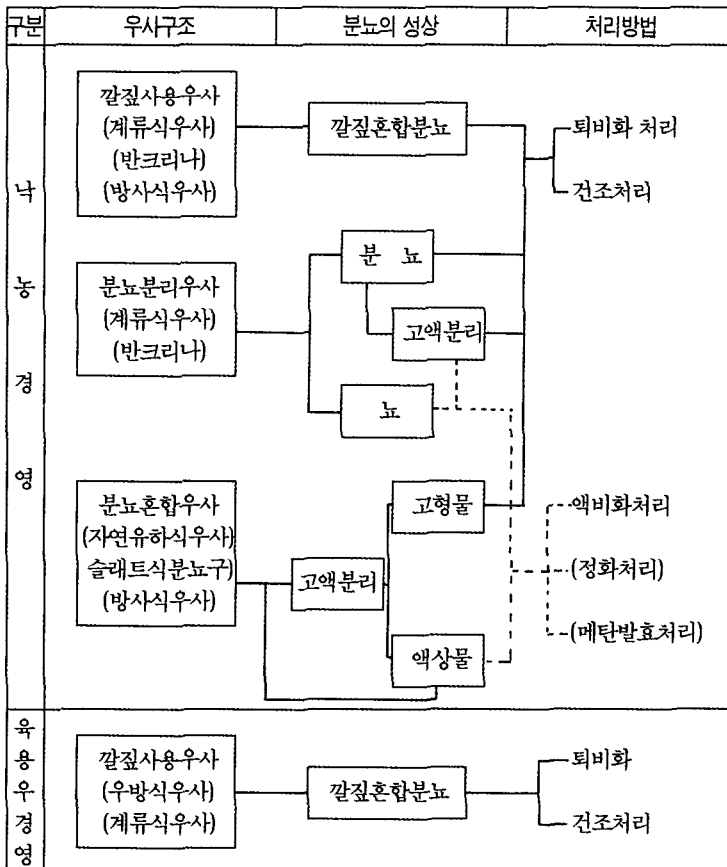 구분
우사구조
분뇨의 성상
처리방법
낙
농
경
영
깔짚사용우사
(계류식우사)
(반크리나)
(방사식우사)
깔짚혼합분뇨
퇴비화 처리
건조처리
분뇨분리우사
(계류식우사)
(반크리나)
분 뇨
고액분리
뇨
분뇨혼합우사
(자연유하식우사)
슬래트식분뇨구)
(방사식우사)
고액분리
고형물
액상물
액비화처리
(정화처리)
(메탄발효처리)
육
용
우
경
영
깔짚사용우사
(우방식우사)
(계류식우사)
깔짚혼합분뇨
퇴비화
건조처리